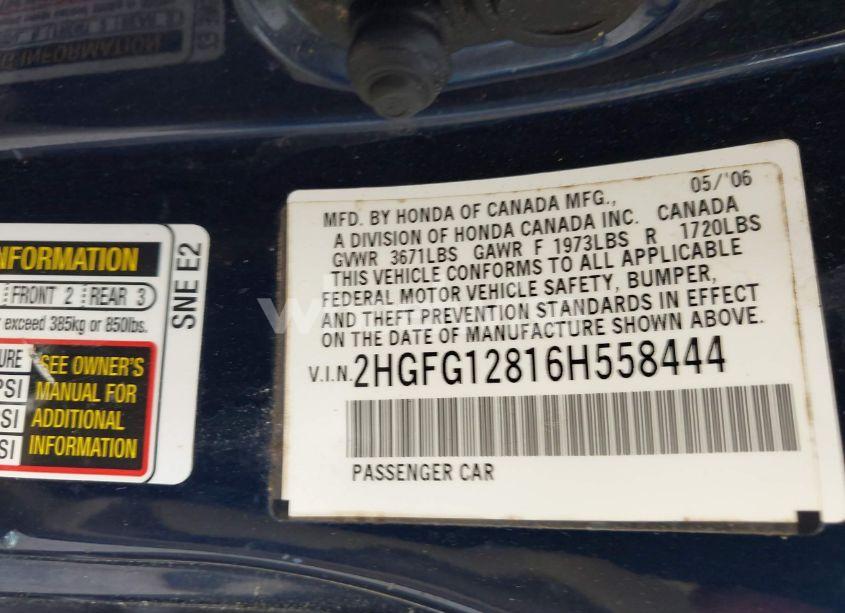 05/'06
MFD. BY HONDA OF CANADA MFG.,
A DIVISION OF HONDA CANADA INC. CANADA
GVWR 3671LBS GAWR F 1973LBS R 1720LBS
THIS VEHICLE CONFORMS TO ALL APPLICABLE
FEDERAL MOTOR VEHICLE SAFETY, BUMPER,
AND THEFT PREVENTION STANDARDS IN EFFECT
ON THE DATE OF MANUFACTURE SHOWN ABOVE.
V.I.N. 2HGFG12816H558444
PASSENGER CAR
INFORMATION
FRONT 2 REAR 3
exceed 385kg or 850lbs.
SEE OWNER'S
MANUAL FOR
ADDITIONAL
INFORMATION
PSI
SNE E2